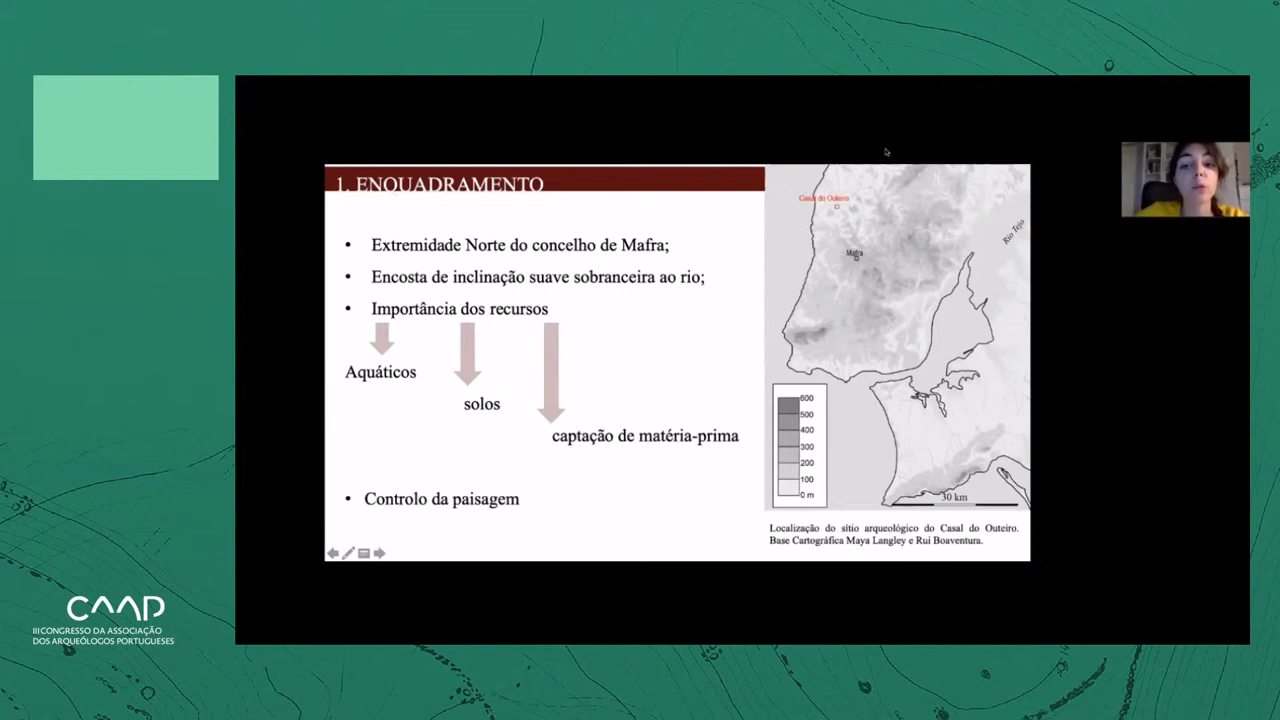 1. ENQUADRAMENTO
• Extremidade Norte do concelho de Mafra;
• Encosta de inclinação suave sobranceira ao rio;
• Importância dos recursos
Aquáticos
solos
captação de matéria-prima
• Controlo da paisagem
Casal do Outeiro
Mafra
Rio Tejo
600
500
400
300
200
100
0 m
30 km
Localização do sítio arqueológico do Casal do Outeiro.
Base Cartográfica Maya Langley e Rui Boaventura.
CAAP
III CONGRESSO DA ASSOCIAÇÃO
DOS ARQUEÓLOGOS PORTUGUESES